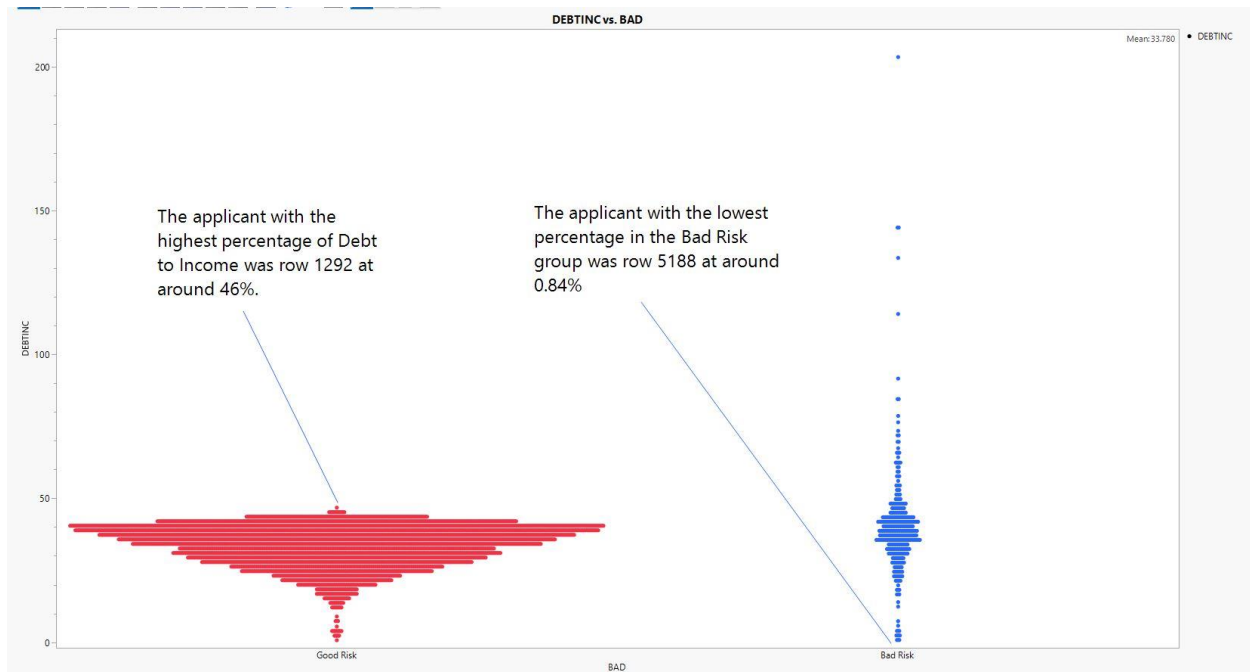 DEBTINC vs. BAD
Mean: 33.780
DEBTINC
200
150
100
50
0
DEBTINC
The applicant with the
highest percentage of Debt
to Income was row 1292 at
around 46%.
The applicant with the lowest
percentage in the Bad Risk
group was row 5188 at around
0.84%
Good Risk
Bad Risk
BAD